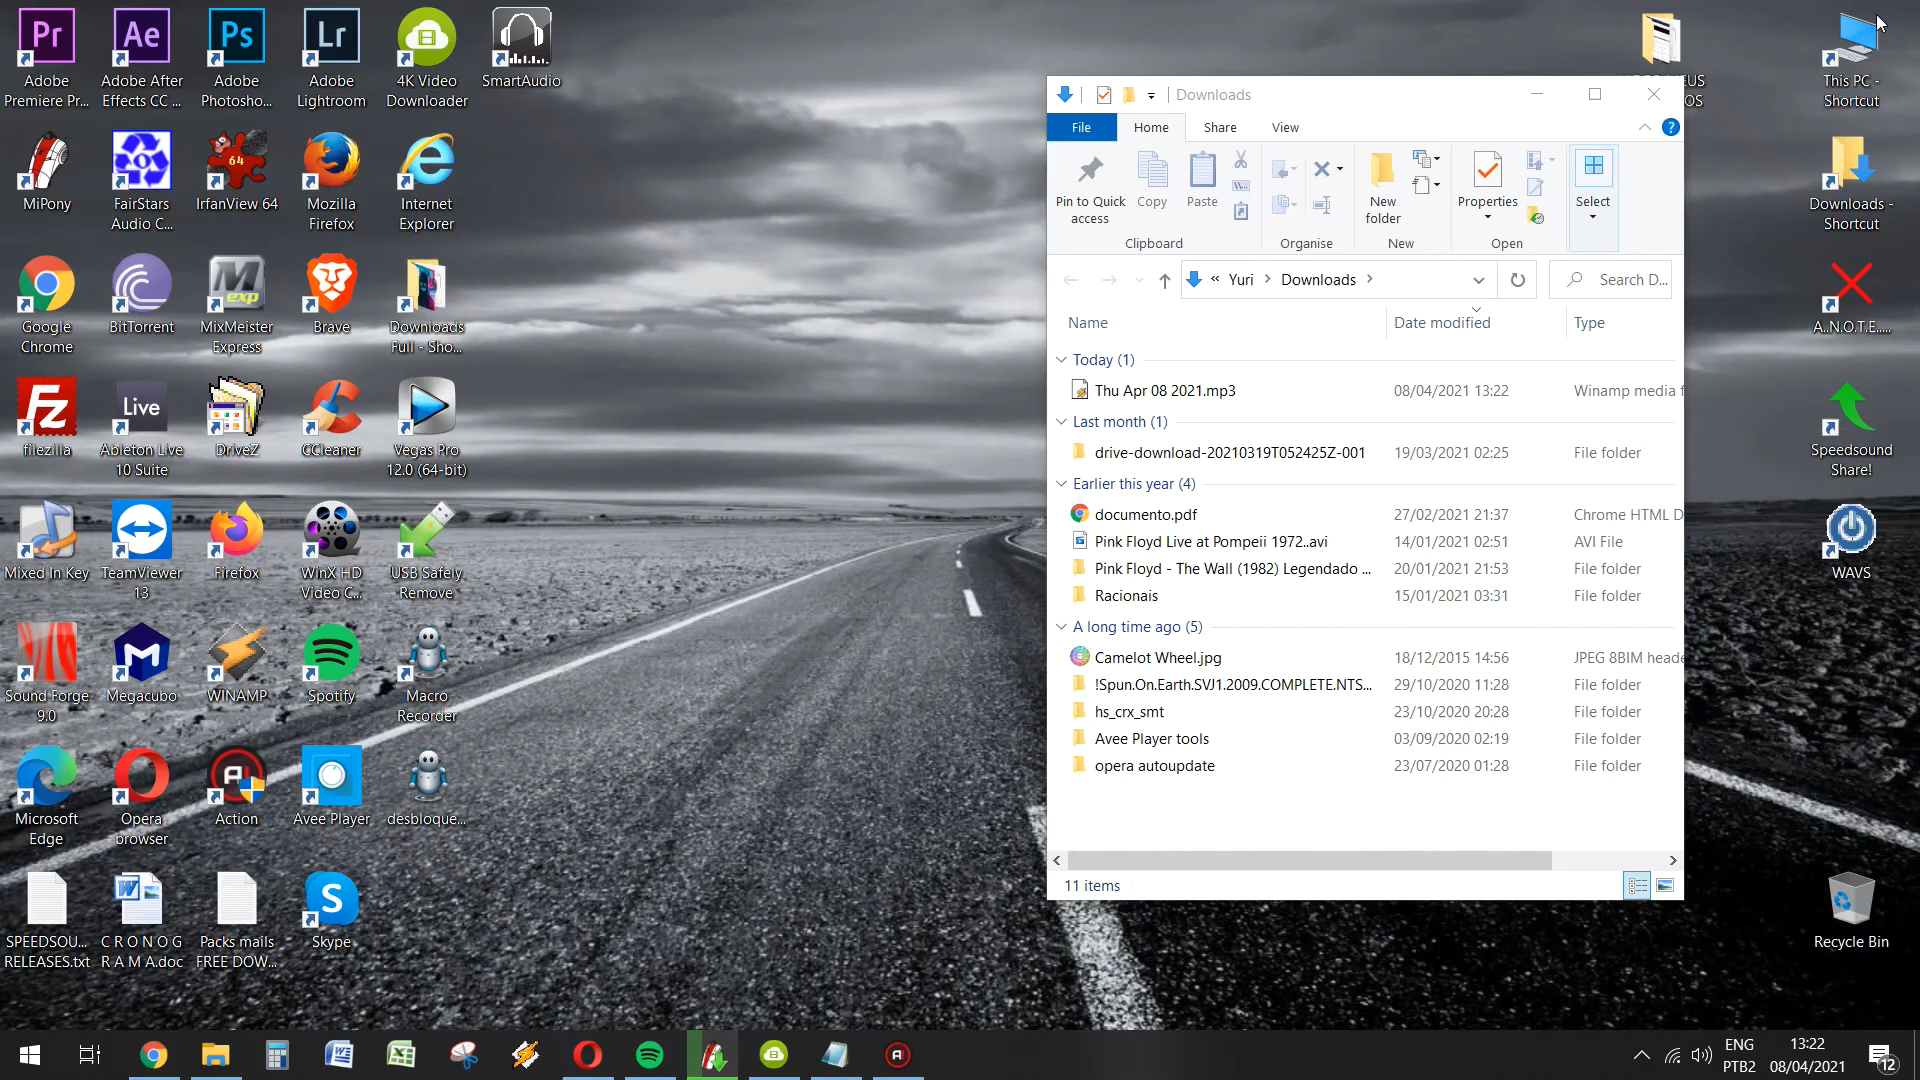 Pr
Adobe
Premiere Pr...
Ae
Adobe After
Effects CC ...
Ps
Adobe
Photosho...
Lr
Adobe
Lightroom
4K Video
Downloader
SmartAudio
MiPony
FairStars
Audio C...
64
IrfanView 64
Mozilla
Firefox
Internet
Explorer
Google
Chrome
BitTorrent
M
exp
MixMeister
Express
Brave
Downloads
Full - Sho...
Fz
filezilla
Live
Ableton Live
10 Suite
DriveZ
CCleaner
Vegas Pro
12.0 (64-bit)
Mixed In Key
TeamViewer
13
Firefox
WinX HD
Video C...
USB Safely
Remove
Sound Forge
9.0
Megacubo
WINAMP
Spotify
Macro
Recorder
Microsoft
Edge
Opera
browser
Action
Avee Player
desbloque...
SPEEDSOU...
RELEASES.txt
C R O N O G
R A M A.doc
Packs mails
FREE DOW...
Skype
Downloads
File
Home
Share
View
Pin to Quick
access
Copy
Paste
Clipboard
Organise
New
folder
New
Properties
Open
Select
« Yuri > Downloads >
Search D...
Name
Date modified
Type
Today (1)
Thu Apr 08 2021.mp3 08/04/2021 13:22 Winamp media f
Last month (1)
drive-download-20210319T052425Z-001 19/03/2021 02:25 File folder
Earlier this year (4)
documento.pdf 27/02/2021 21:37 Chrome HTML D
Pink Floyd Live at Pompeii 1972..avi 14/01/2021 02:51 AVI File
Pink Floyd - The Wall (1982) Legendado ... 20/01/2021 21:53 File folder
Racionais 15/01/2021 03:31 File folder
A long time ago (5)
Camelot Wheel.jpg 18/12/2015 14:56 JPEG 8BIM heade
!Spun.On.Earth.SVJ1.2009.COMPLETE.NTS... 29/10/2020 11:28 File folder
hs_crx_smt 23/10/2020 20:28 File folder
Avee Player tools 03/09/2020 02:19 File folder
opera autoupdate 23/07/2020 01:28 File folder
11 items
This PC -
Shortcut
Downloads -
Shortcut
A.N.O.T.E.....
Speedsound
Share!
WAVS
Recycle Bin
ENG
PTB2
13:22
08/04/2021
12